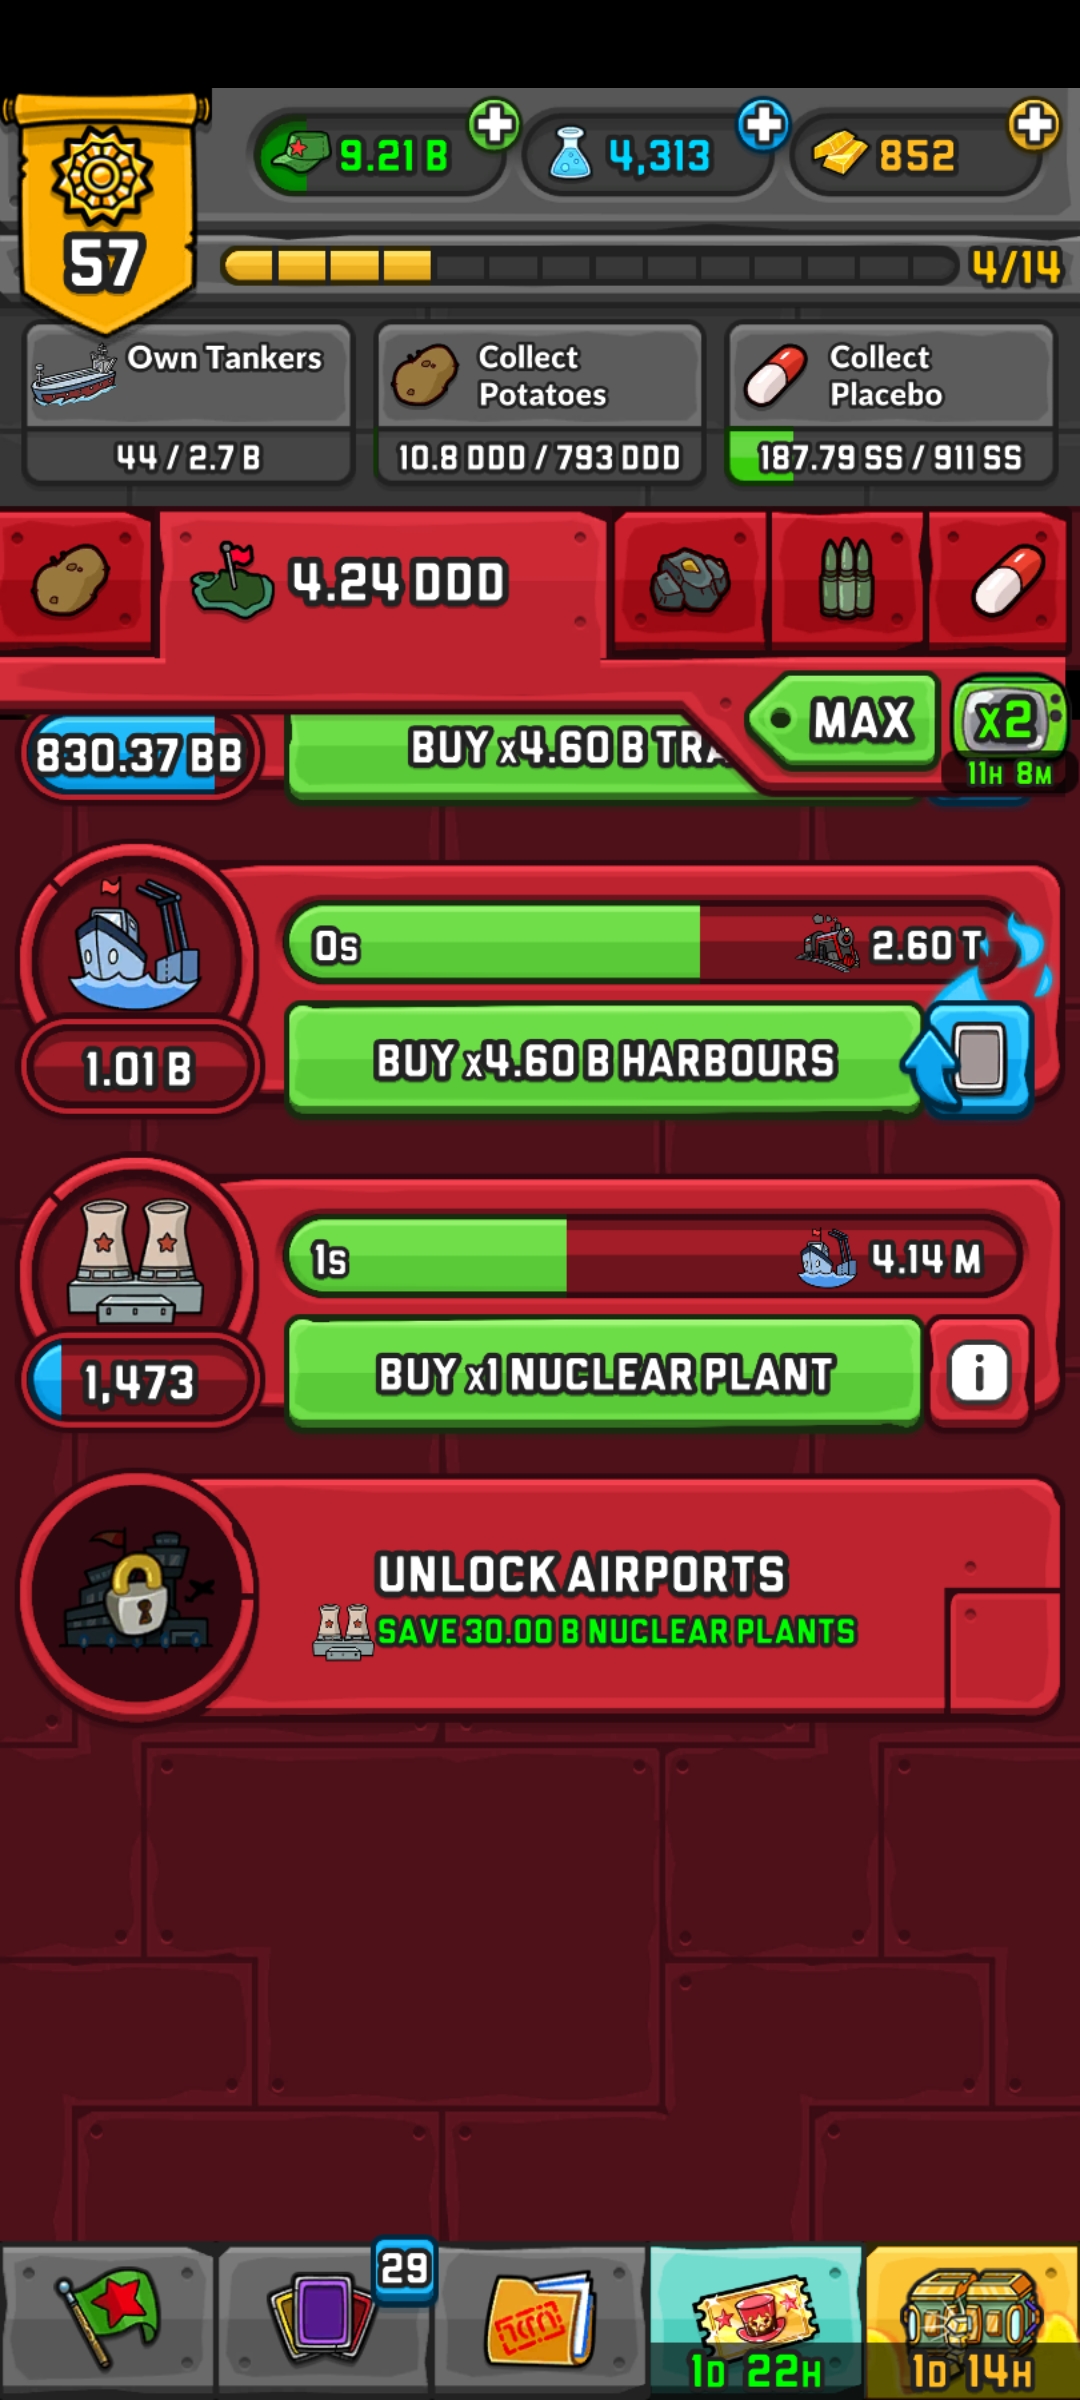 9.21 B
4,313
852
57
4/14
Own Tankers
44 / 2.7 B
Collect
Potatoes
10.8 DDD / 793 DDD
Collect
Placebo
187.79 SS / 911 SS
4.24 DDD
MAX
x2
11H 8M
830.37 BB
BUY x4.60 B
0s
2.60 T
1.01 B
BUY x4.60 B HARBOURS
1s
4.14 M
1,473
BUY x1 NUCLEAR PLANT
i
UNLOCK AIRPORTS
SAVE 30.00 B NUCLEAR PLANTS
29
1D 22H
1D 14H